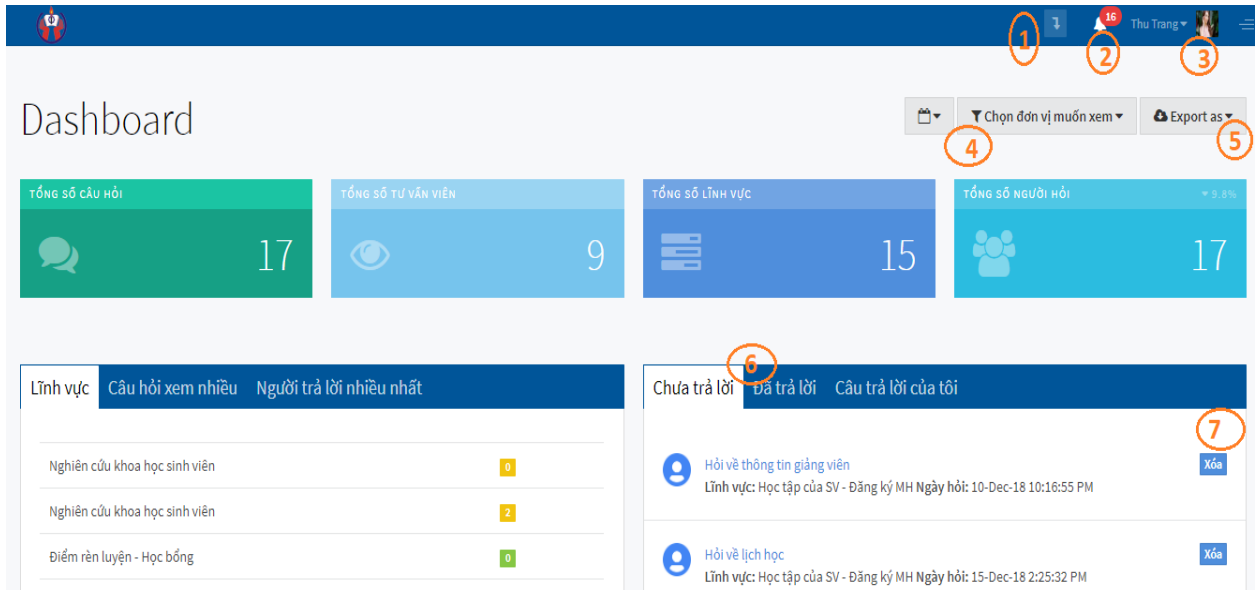 16
Thu Trang
1
2
3
Dashboard
Chọn đơn vị muốn xem
Export as
4
5
TỔNG SỐ CÂU HỎI
17
TỔNG SỐ TƯ VẤN VIÊN
9
TỔNG SỐ LĨNH VỰC
15
TỔNG SỐ NGƯỜI HỎI
9.8%
17
6
Lĩnh vực Câu hỏi xem nhiều Người trả lời nhiều nhất
Nghiên cứu khoa học sinh viên 0
Nghiên cứu khoa học sinh viên 2
Điểm rèn luyện - Học bổng 0
Chưa trả lời Đã trả lời Câu trả lời của tôi
7
Hỏi về thông tin giảng viên Xóa
Lĩnh vực: Học tập của SV - Đăng ký MH Ngày hỏi: 10-Dec-18 10:16:55 PM
Hỏi về lịch học Xóa
Lĩnh vực: Học tập của SV - Đăng ký MH Ngày hỏi: 15-Dec-18 2:25:32 PM